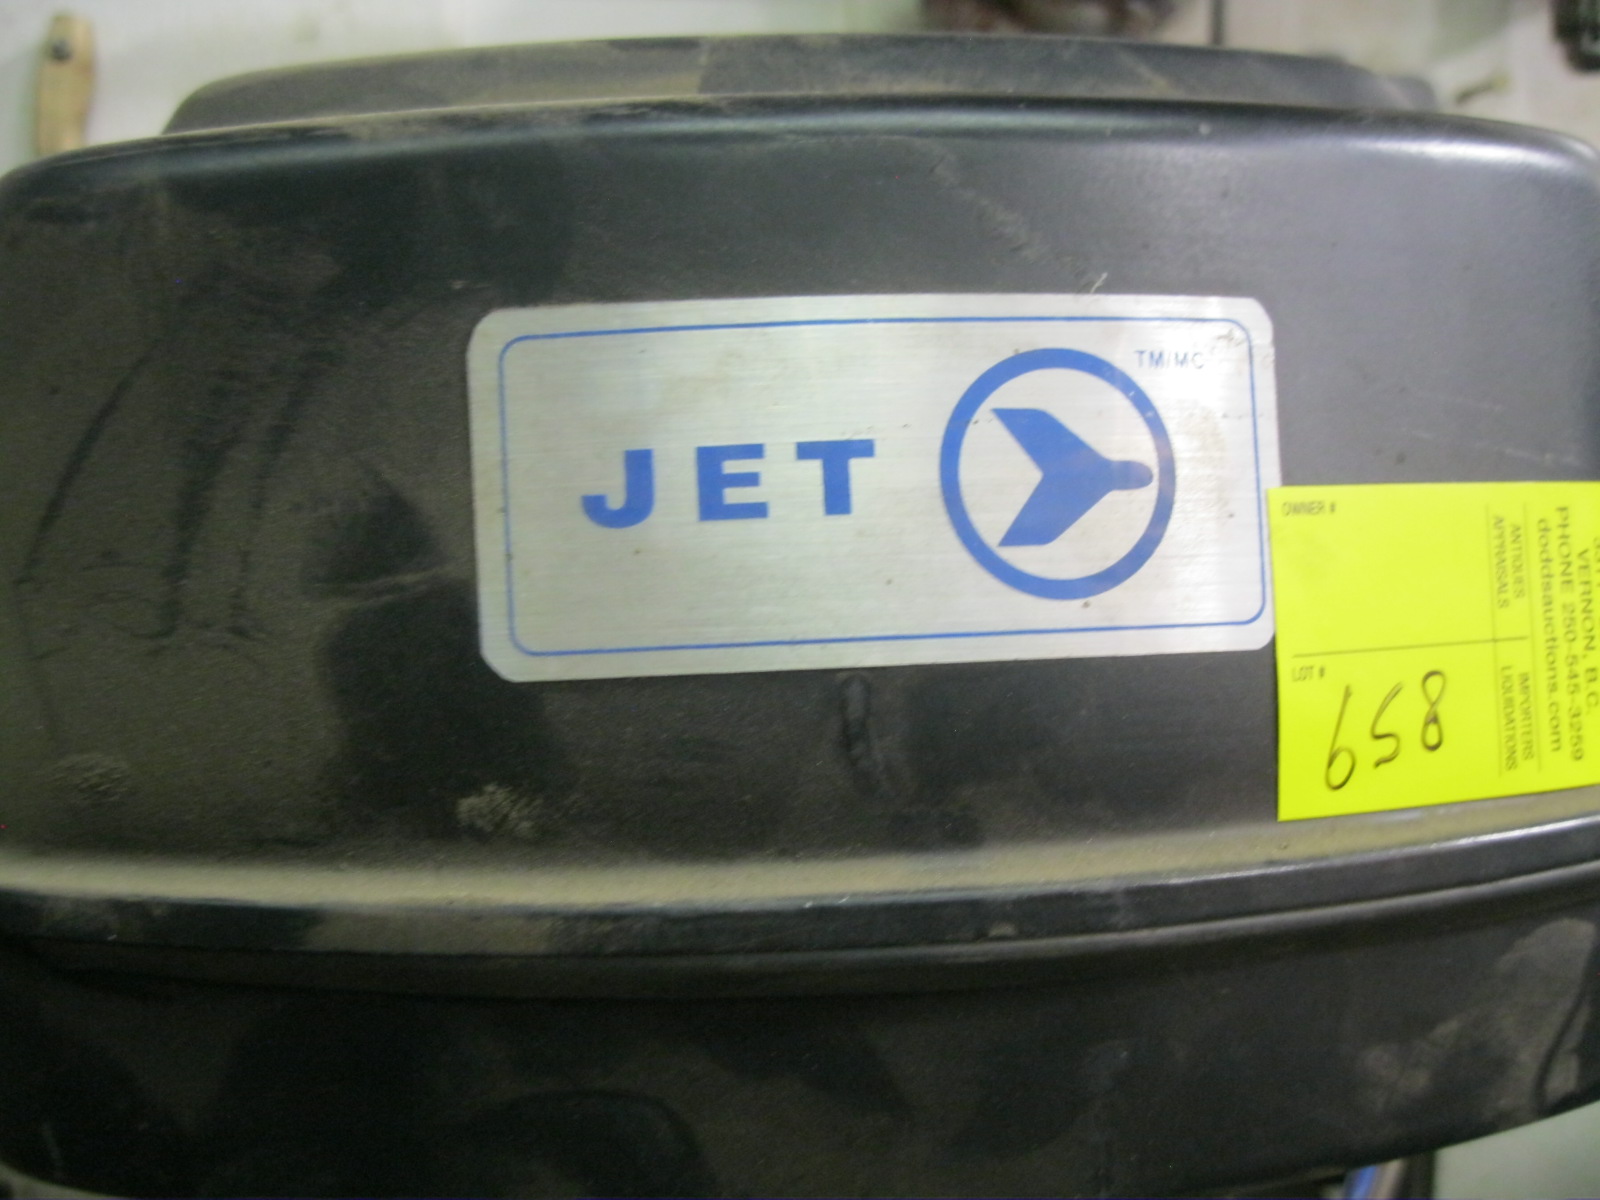 JET
TM/MC
OWNER #
LOT #
658
ANTIQUES
APPRAISALS
IMPORTERS
LIQUIDATIONS
VERNON, B.C.
PHONE 250-545-3259
doddsauctions.com